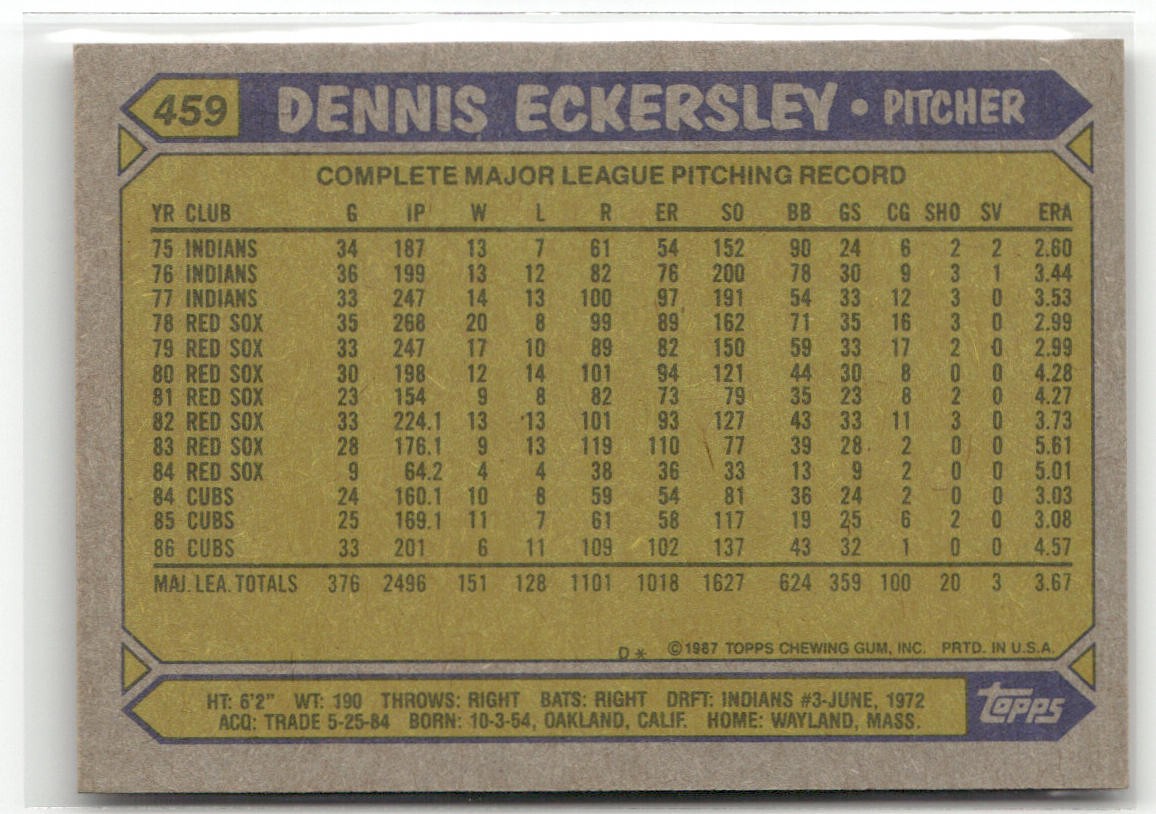 459 DENNIS ECKERSLEY • PITCHER
COMPLETE MAJOR LEAGUE PITCHING RECORD
YR CLUB G IP W L R ER SO BB GS CG SHO SV ERA
75 INDIANS 34 187 13 7 61 54 152 90 24 6 2 2 2.60
76 INDIANS 36 199 13 12 82 76 200 78 30 9 3 1 3.44
77 INDIANS 33 247 14 13 100 97 191 54 33 12 3 0 3.53
78 RED SOX 35 268 20 8 99 89 162 71 35 16 3 0 2.99
79 RED SOX 33 247 17 10 89 82 150 59 33 17 2 0 2.99
80 RED SOX 30 198 12 14 101 94 121 44 30 8 0 0 4.28
81 RED SOX 23 154 9 8 82 73 79 35 23 8 2 0 4.27
82 RED SOX 33 224.1 13 13 101 93 127 43 33 11 3 0 3.73
83 RED SOX 28 176.1 9 13 119 110 77 39 28 2 0 0 5.61
84 RED SOX 9 64.2 4 4 38 36 33 13 9 2 0 0 5.01
84 CUBS 24 160.1 10 8 59 54 81 36 24 2 0 0 3.03
85 CUBS 25 169.1 11 7 61 58 117 19 25 6 2 0 3.08
86 CUBS 33 201 6 11 109 102 137 43 32 1 0 0 4.57
MAJ. LEA. TOTALS 376 2496 151 128 1101 1018 1627 624 359 100 20 3 3.67
D* ©1987 TOPPS CHEWING GUM, INC. PRTD. IN U.S.A.
HT: 6'2" WT: 190 THROWS: RIGHT BATS: RIGHT DRFT: INDIANS #3-JUNE, 1972
ACQ: TRADE 5-25-84 BORN: 10-3-54, OAKLAND, CALIF. HOME: WAYLAND, MASS.
topps